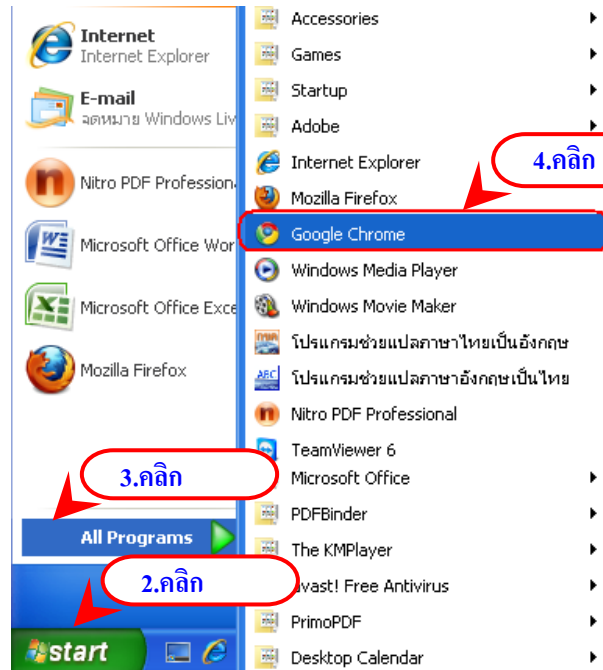 Internet
Internet Explorer
E-mail
จดหมาย Windows Liv
Nitro PDF Profession
Microsoft Office Wor
Microsoft Office Exce
Mozilla Firefox
3.คลิก
All Programs
2.คลิก
start
Accessories
Games
Startup
Adobe
Internet Explorer
4.คลิก
Mozilla Firefox
Google Chrome
Windows Media Player
Windows Movie Maker
โปรแกรมช่วยแปลภาษาไทยเป็นอังกฤษ
โปรแกรมช่วยแปลภาษาอังกฤษเป็นไทย
Nitro PDF Professional
TeamViewer 6
Microsoft Office
PDFBinder
The KMPlayer
avast! Free Antivirus
PrimoPDF
Desktop Calendar